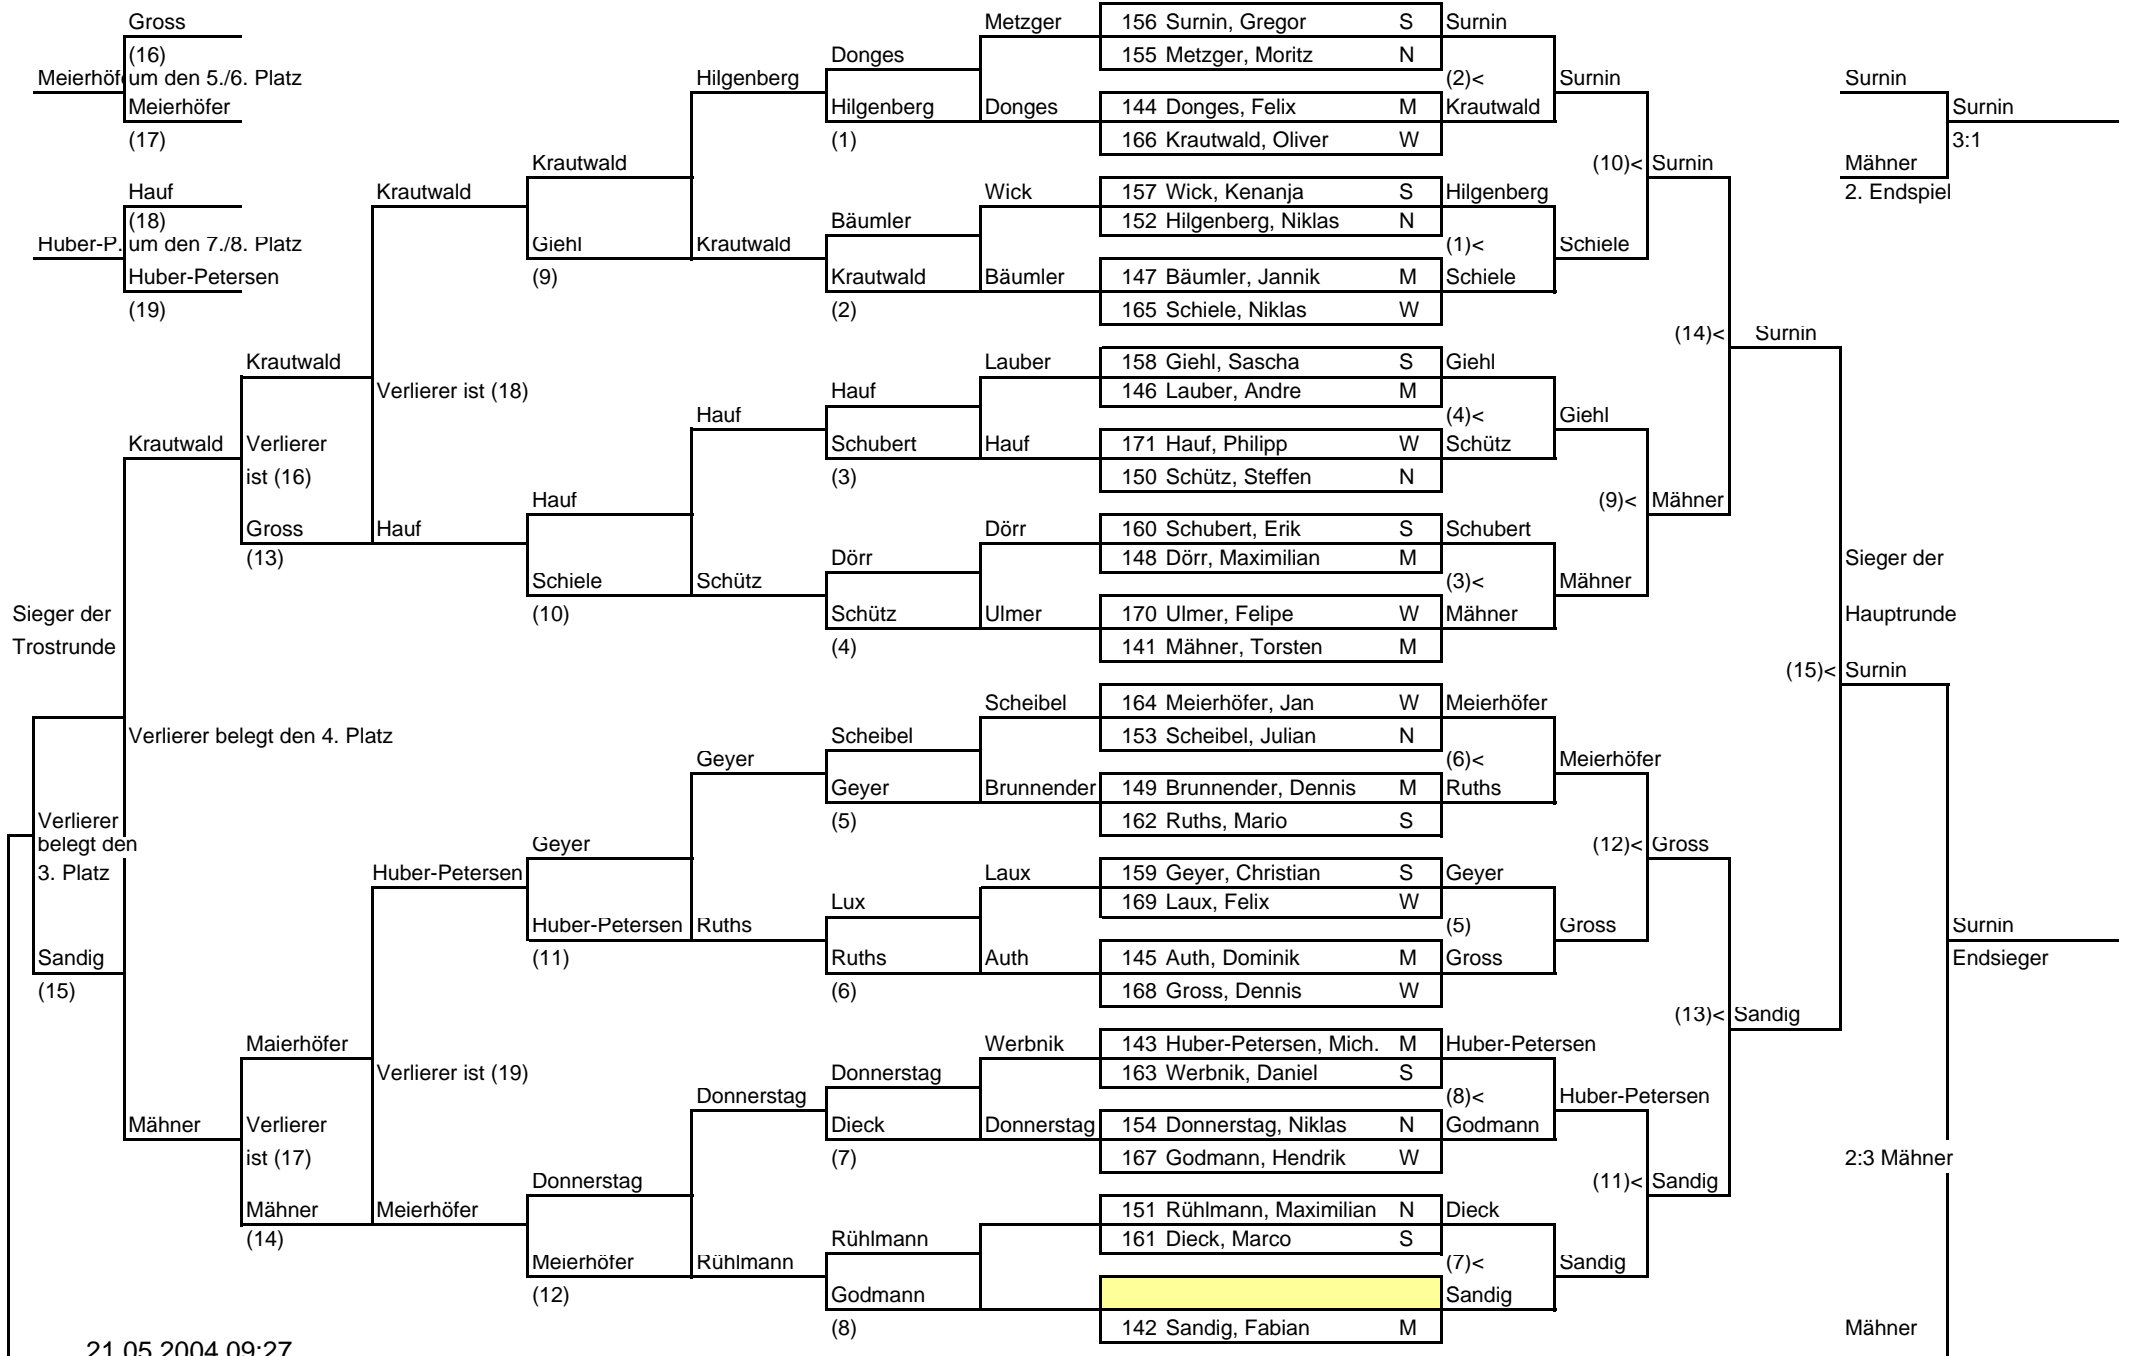 Gross Metzger 156 Surnin, Gregor S Surnin
(16) Donges 155 Metzger, Moritz N
Meierhöfe um den 5./6. Platz Hilgenberg (2)< Surnin Surnin
Meierhöfer Hilgenberg Donges 144 Donges, Felix M Krautwald Surnin
(17) (1) 166 Krautwald, Oliver W 3:1
Krautwald (10)< Surnin Mähner
Hauf Krautwald Wick 157 Wick, Kenanja S Hilgenberg 2. Endspiel
(18) Bäumler 152 Hilgenberg, Niklas N
Huber-P. um den 7./8. Platz Giehl Krautwald (1)< Schiele
Huber-Petersen (9) Krautwald Bäumler 147 Bäumler, Jannik M Schiele
(19) (2) 165 Schiele, Niklas W
(14)< Surnin
Krautwald Lauber 158 Giehl, Sascha S Giehl
Verlierer ist (18) Hauf 146 Lauber, Andre M
Hauf (4)< Giehl
Krautwald Verlierer Schubert Hauf 171 Hauf, Philipp W Schütz
ist (16) (3) 150 Schütz, Steffen N
Hauf (9)< Mähner
Gross Hauf Dörr 160 Schubert, Erik S Schubert
(13) Dörr 148 Dörr, Maximilian M Sieger der
Schiele Schütz (3)< Mähner
Sieger der (10) Schütz Ulmer 170 Ulmer, Felipe W Mähner Hauptrunde
Trostrunde (4) 141 Mähner, Torsten M
(15)< Surnin
Scheibel 164 Meierhöfer, Jan W Meierhöfer
Verlierer belegt den 4. Platz Scheibel 153 Scheibel, Julian N
Geyer (6)< Meierhöfer
Geyer Brunnender 149 Brunnender, Dennis M Ruths
Verlierer (5) 162 Ruths, Mario S
belegt den Geyer (12)< Gross
3. Platz Huber-Petersen Laux 159 Geyer, Christian S Geyer
Lux 169 Laux, Felix W
Huber-Petersen Ruths (5) Gross Surnin
Sandig (11) Ruths Auth 145 Auth, Dominik M Gross Endsieger
(15) (6) 168 Gross, Dennis W
(13)< Sandig
Maierhöfer Werbnik 143 Huber-Petersen, Mich. M Huber-Petersen
Verlierer ist (19) Donnerstag 163 Werbnik, Daniel S
Donnerstag (8)< Huber-Petersen
Mähner Verlierer Dieck Donnerstag 154 Donnerstag, Niklas N Godmann
ist (17) (7) 167 Godmann, Hendrik W 2:3 Mähner
Donnerstag (11)< Sandig
Mähner Meierhöfer 151 Rühlmann, Maximilian N Dieck
(14) Rühlmann 161 Dieck, Marco S
Meierhöfer Rühlmann (7)< Sandig
(12) Godmann Sandig
(8) 142 Sandig, Fabian M Mähner
21.05.2004 09:27